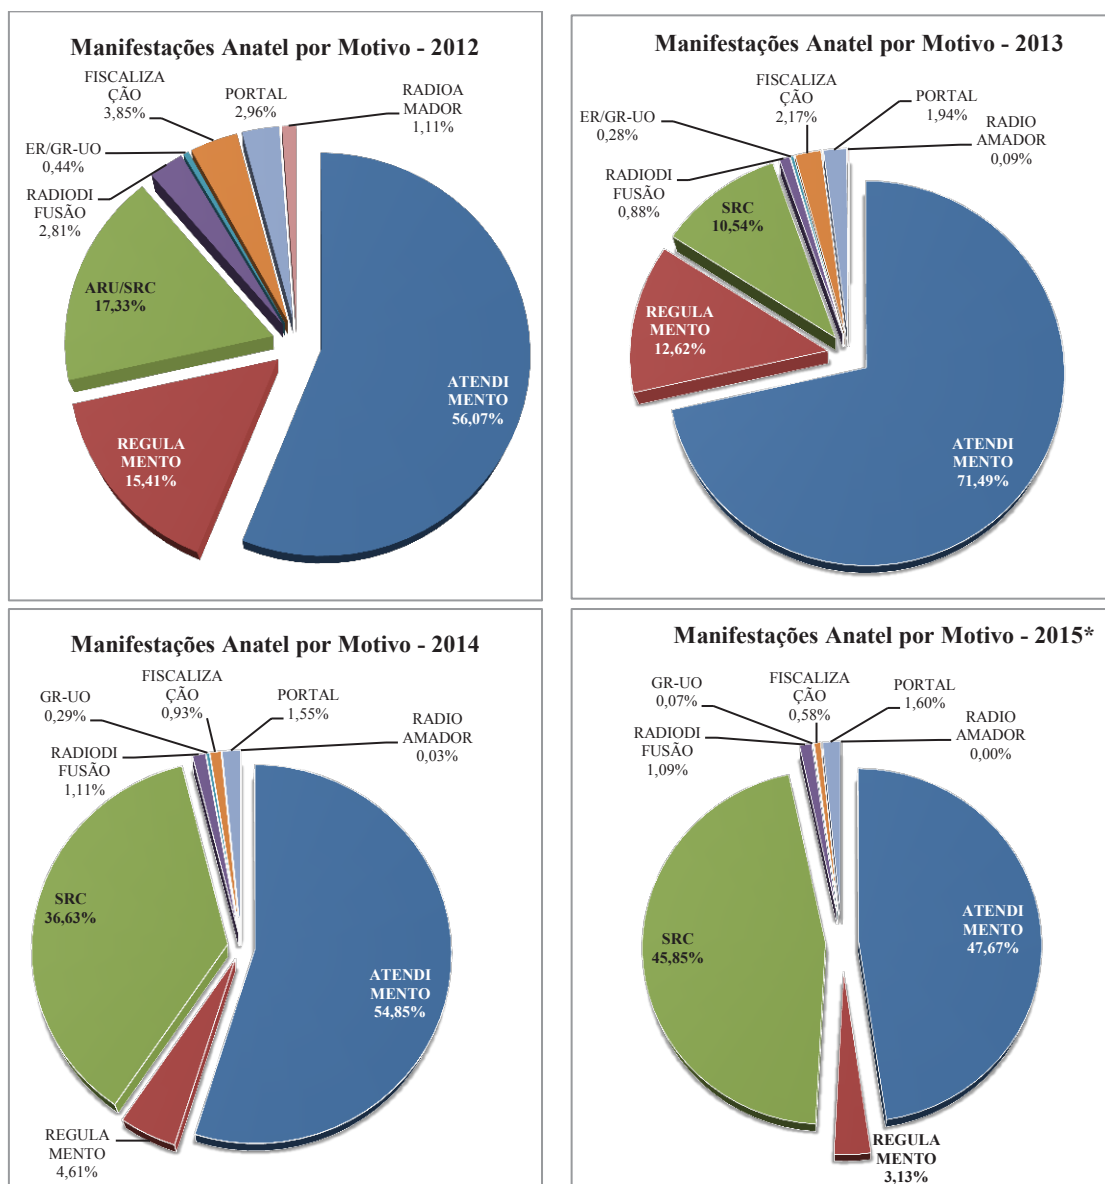 Manifestações Anatel por Motivo - 2012
FISCALIZA
ÇÃO
3,85%
PORTAL
2,96%
RADIOA
MADOR
1,11%
ER/GR-UO
0,44%
RADIODI
FUSÃO
2,81%
ARU/SRC
17,33%
REGULA
MENTO
15,41%
ATENDI
MENTO
56,07%
Manifestações Anatel por Motivo - 2013
FISCALIZA
ÇÃO
2,17%
PORTAL
1,94%
RADIO
AMADOR
0,09%
ER/GR-UO
0,28%
RADIODI
FUSÃO
0,88%
SRC
10,54%
REGULA
MENTO
12,62%
ATENDI
MENTO
71,49%
Manifestações Anatel por Motivo - 2014
GR-UO
0,29%
FISCALIZA
ÇÃO
0,93%
PORTAL
1,55%
RADIO
AMADOR
0,03%
RADIODI
FUSÃO
1,11%
SRC
36,63%
ATENDI
MENTO
54,85%
REGULA
MENTO
4,61%
Manifestações Anatel por Motivo - 2015*
GR-UO
0,07%
FISCALIZA
ÇÃO
0,58%
PORTAL
1,60%
RADIO
AMADOR
0,00%
RADIODI
FUSÃO
1,09%
SRC
45,85%
ATENDI
MENTO
47,67%
REGULA
MENTO
3,13%